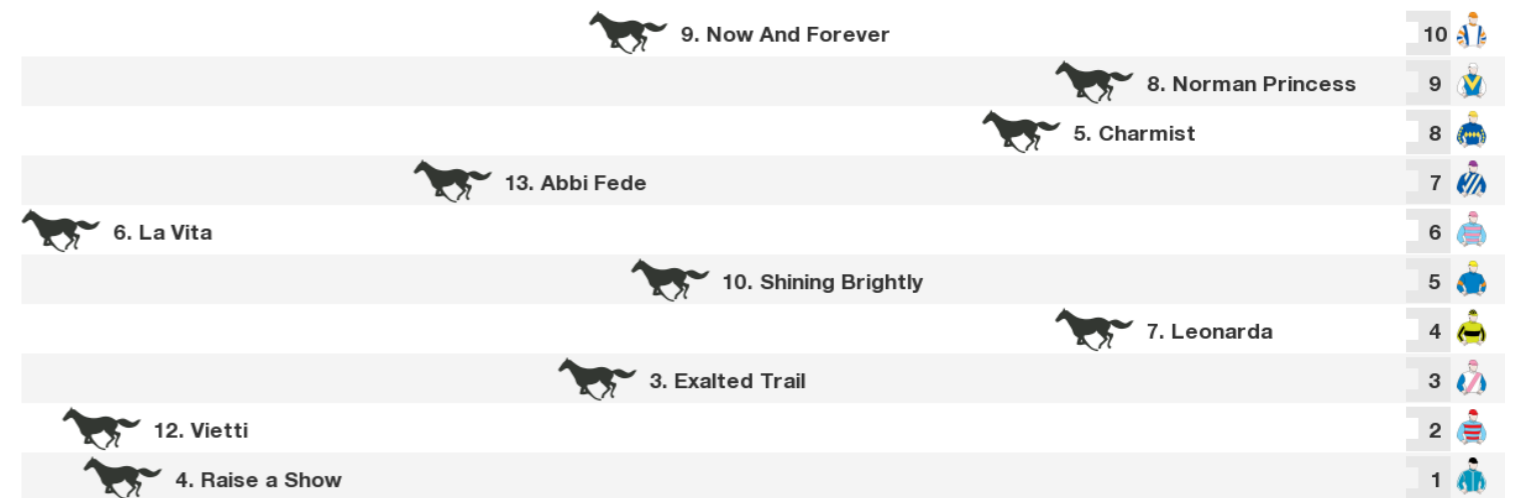 9. Now And Forever 10
8. Norman Princess 9
5. Charmist 8
13. Abbi Fede 7
6. La Vita 6
10. Shining Brightly 5
7. Leonarda 4
3. Exalted Trail 3
12. Vietti 2
4. Raise a Show 1